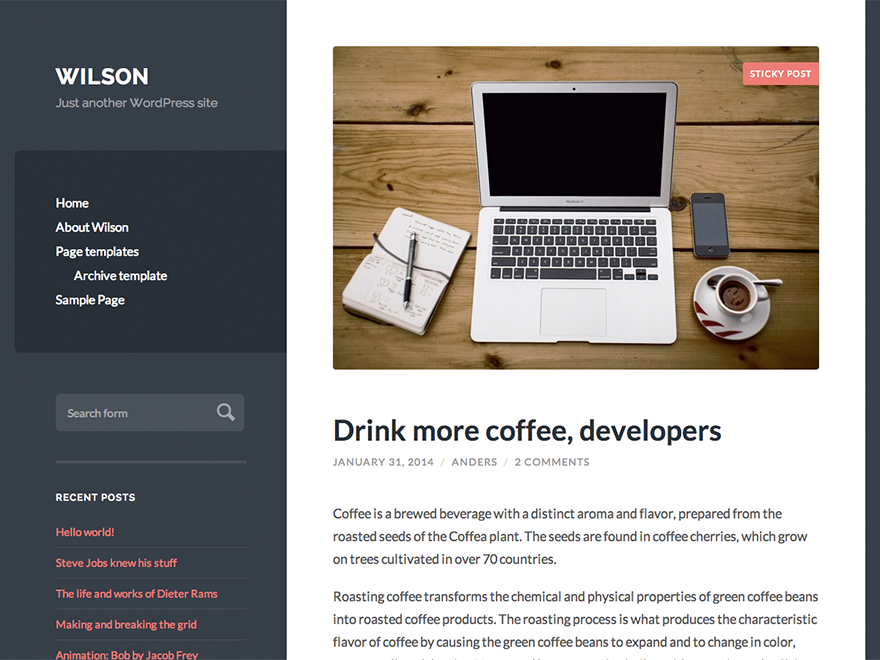 WILSON
Just another WordPress site
Home
About Wilson
Page templates
Archive template
Sample Page
Search form
RECENT POSTS
Hello world!
Steve Jobs knew his stuff
The life and works of Dieter Rams
Making and breaking the grid
Animation: Bob by Jacob Frey
STICKY POST
Drink more coffee, developers
JANUARY 31, 2014 / ANDERS / 2 COMMENTS
Coffee is a brewed beverage with a distinct aroma and flavor, prepared from the
roasted seeds of the Coffea plant. The seeds are found in coffee cherries, which grow
on trees cultivated in over 70 countries.
Roasting coffee transforms the chemical and physical properties of green coffee beans
into roasted coffee products. The roasting process is what produces the characteristic
flavor of coffee by causing the green coffee beans to expand and to change in color,